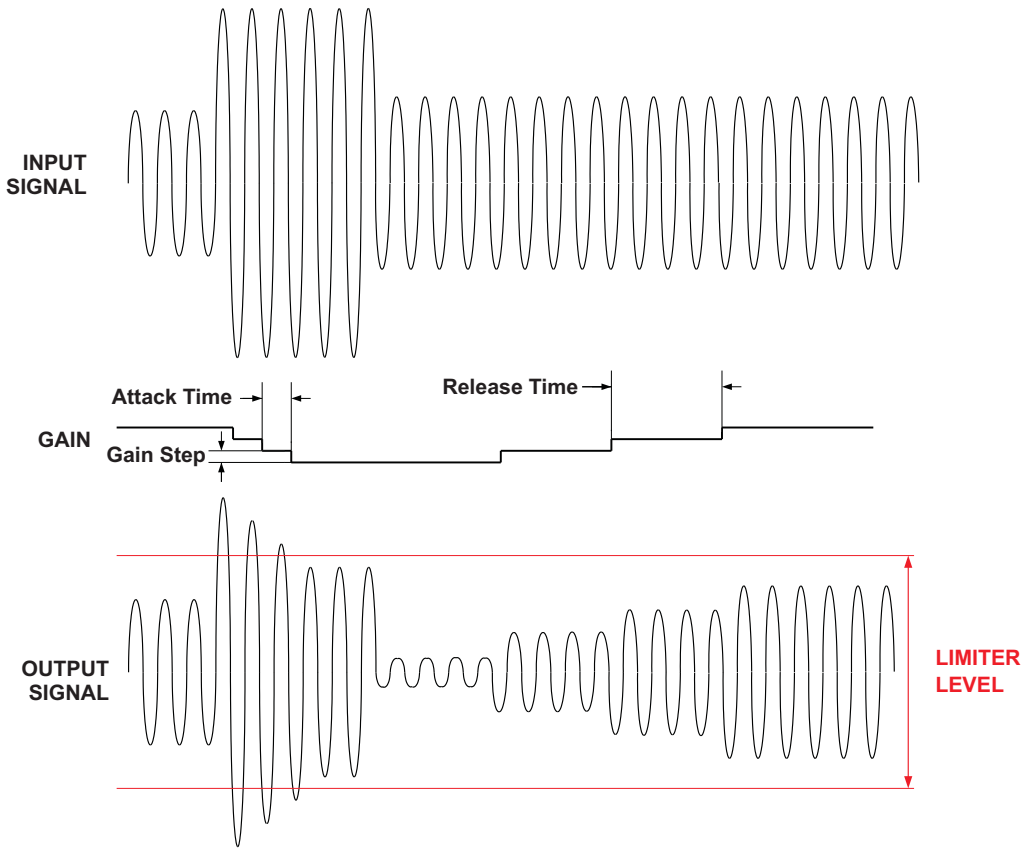 INPUT
SIGNAL
Attack Time
Release Time
GAIN
Gain Step
OUTPUT
SIGNAL
LIMITER
LEVEL